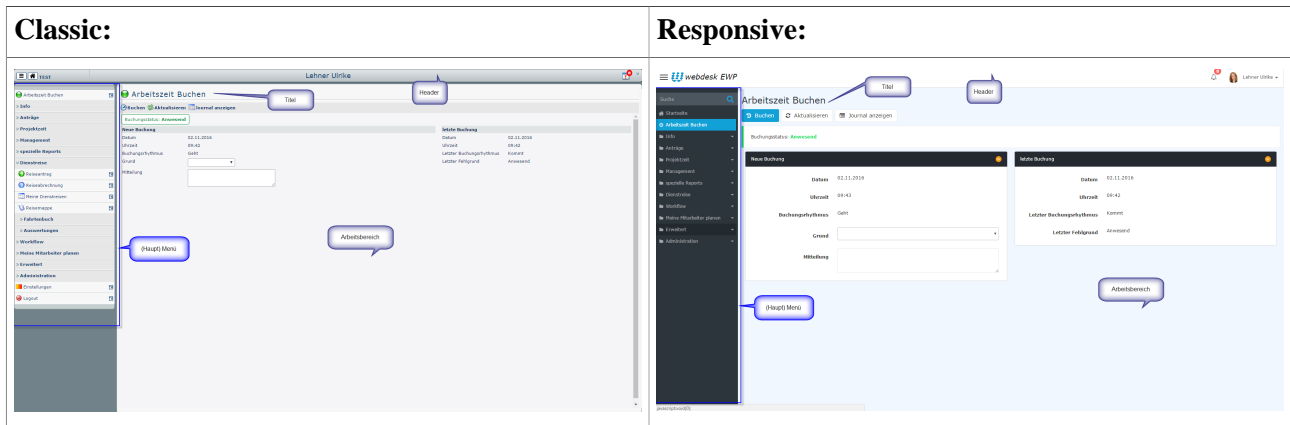 Classic:
TEST
Lehner Ulrike
Header
Arbeitszeit Buchen
Info
Anträge
Projektzeit
Management
spezielle Reports
Dienstreise
Reiseantrag
Reiseabrechnung
Meine Dienstreisen
Reisemappe
Fahrtenbuch
Auswertungen
Workflow
Meine Mitarbeiter planen
Erweitert
Administration
Einstellungen
Logout
(Haupt) Menü
Arbeitszeit Buchen
Titel
Buchen Aktualisieren Journal anzeigen
Buchungsstatus: Anwesend
Neue Buchung
Datum 02.11.2016
Uhrzeit 09:42
Buchungsrhythmus Geht
Grund
Mitteilung
letzte Buchung
Datum 02.11.2016
Uhrzeit 09:42
Letzter Buchungsrhythmus Kommt
Letzter Fehlgrund Anwesend
Arbeitsbereich
Responsive:
webdesk EWP
Header
Lehner Ulrike
Suche
Startseite
Arbeitszeit Buchen
Info
Anträge
Projektzeit
Management
spezielle Reports
Dienstreise
Workflow
Meine Mitarbeiter planen
Erweitert
Administration
(Haupt) Menü
javascript:void(0);
Arbeitszeit Buchen
Titel
Buchen Aktualisieren Journal anzeigen
Buchungsstatus: Anwesend
Neue Buchung
Datum 02.11.2016
Uhrzeit 09:43
Buchungsrhythmus Geht
Grund
Mitteilung
letzte Buchung
Datum 02.11.2016
Uhrzeit 09:42
Letzter Buchungsrhythmus Kommt
Letzter Fehlgrund Anwesend
Arbeitsbereich